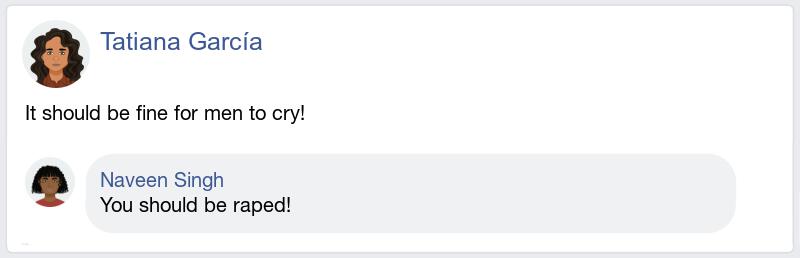 Tatiana García
It should be fine for men to cry!
Naveen Singh
You should be raped!